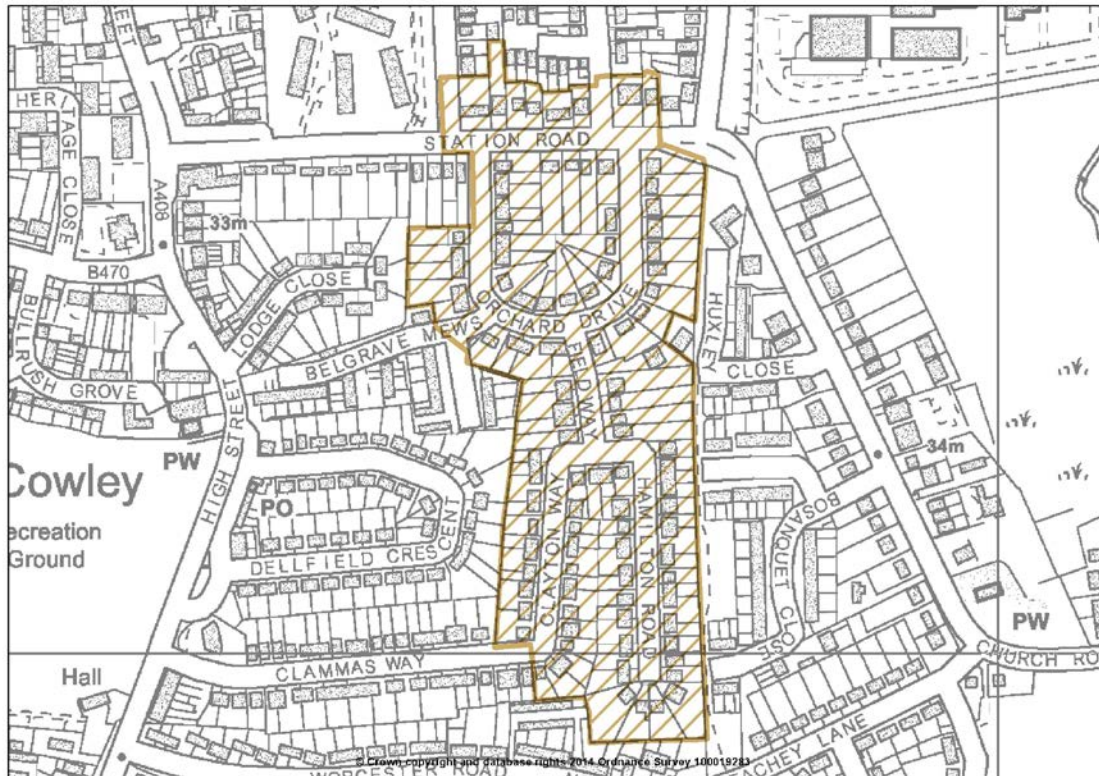 HERITAGE CLOSE
STATION ROAD
A408
33m
B470
LODGE CLOSE
ORCHARD DRIVE
HUXLEY CLOSE
BULLRUSH GROVE
BELGRAVE MEWS
FIELDWAY
34m
HIGH STREET
PW
Cowley
PO
ecreation
Ground
DELLFIELD CRESCENT
CLAYTON WAY
HAMILTON ROAD
BOSANQUET CLOSE
PW
CLAMMAS WAY
CHURCH RO
Hall
ACHEY LANE
WORCESTER ROAD
© Crown copyright and database rights 2014 Ordnance Survey 100019283